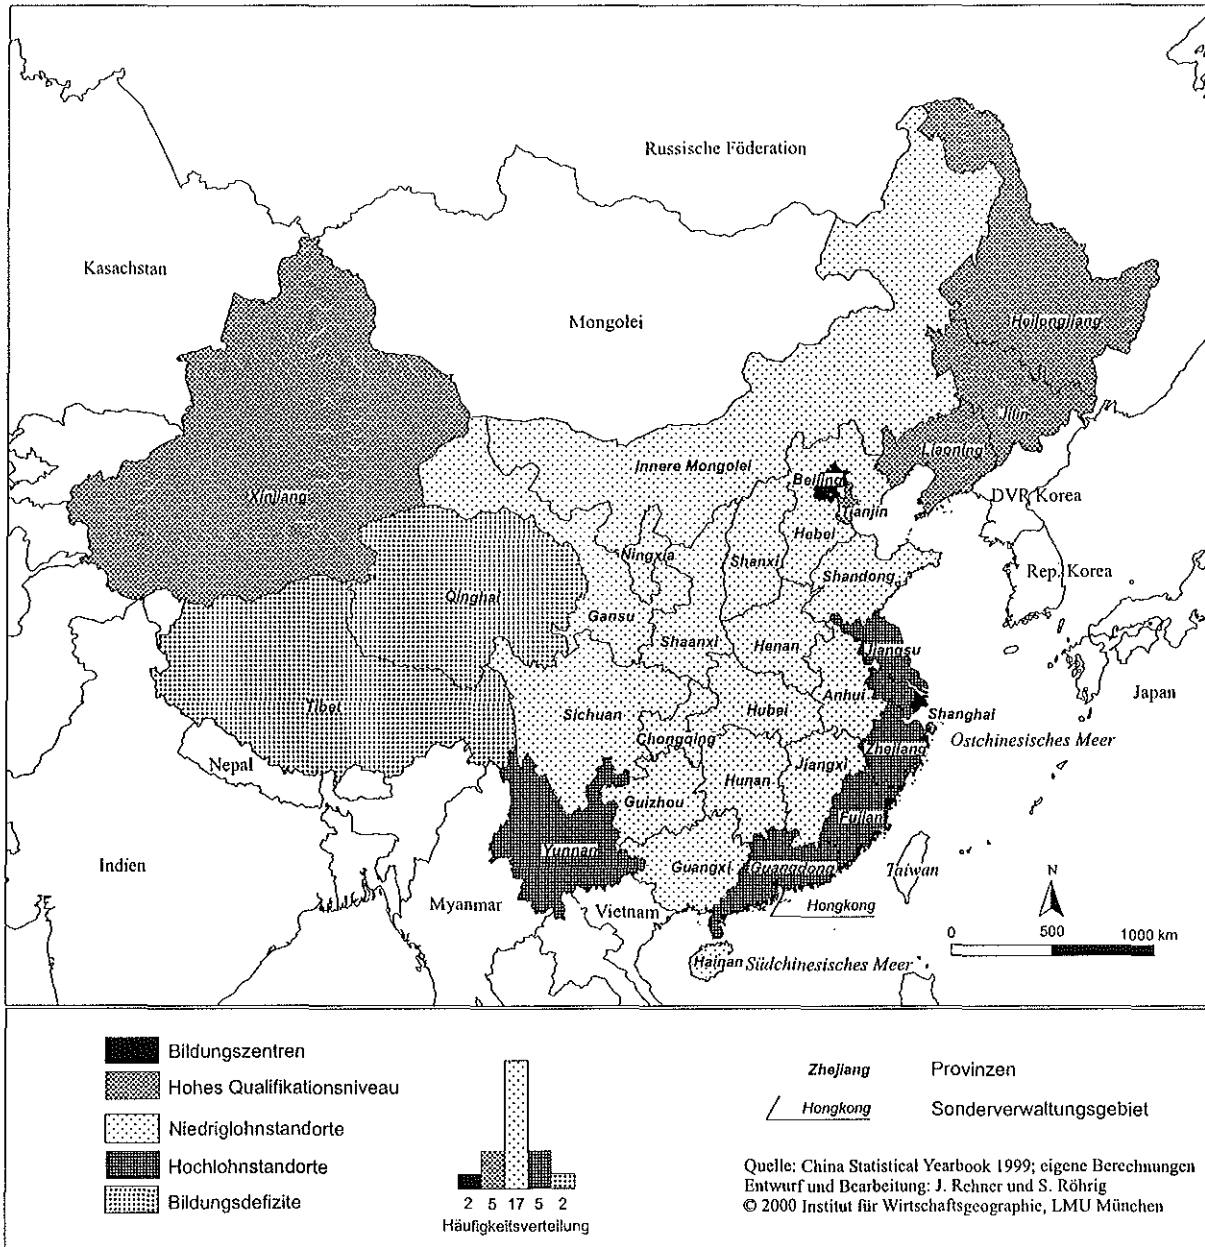 Russische Föderation
Kasachstan
Mongolei
Heilongjiang
Jilin
Liaoning
Innere Mongolei
Beijing
Xinjiang
DVR Korea
Tianjin
Hebei
Ningxia
Shanxi
Shandong
Rep. Korea
Qinghai
Gansu
Shaanxi
Henan
Jiangsu
Japan
Tibet
Sichuan
Hubei
Anhui
Shanghai
Ostchinesisches Meer
Chongqing
Zhejiang
Nepal
Hunan
Jiangxi
Guizhou
Fujian
Yunnan
Indien
Guangxi
Guangdong
Taiwan
N
Myanmar
Vietnam
Hongkong
0 500 1000 km
Hainan
Südchinesisches Meer
Bildungszentren
Hohes Qualifikationsniveau
Niedriglohnstandorte
Hochlohnstandorte
Bildungsdefizite
2 5 17 5 2
Häufigkeitsverteilung
Zhejiang Provinzen
Hongkong Sonderverwaltungsgebiet
Quelle: China Statistical Yearbook 1999; eigene Berechnungen
Entwurf und Bearbeitung: J. Rehner und S. Röhrig
© 2000 Institut für Wirtschaftsgeographie, LMU München